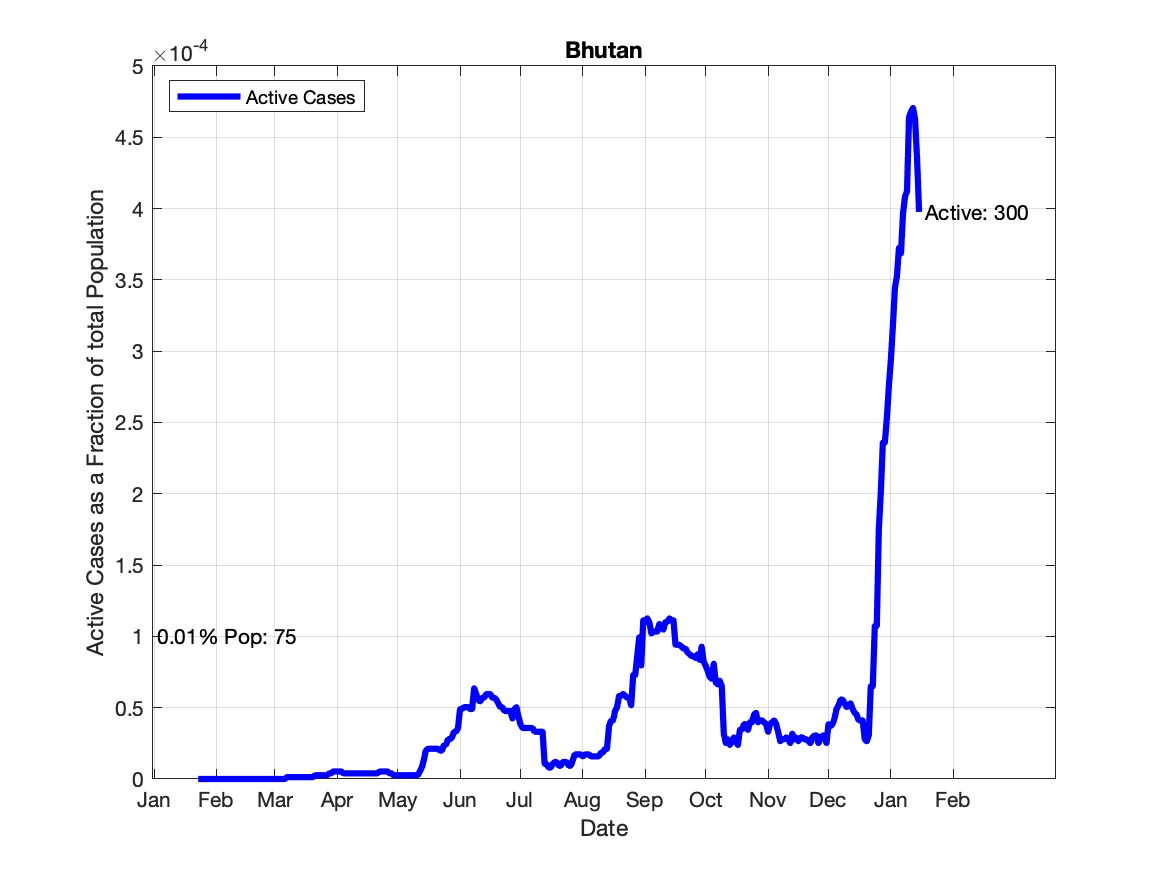 Bhutan
×10-4
5
4.5
4
3.5
3
2.5
2
1.5
1
0.5
0
Active Cases
Active: 300
0.01% Pop: 75
Active Cases as a Fraction of total Population
Jan Feb Mar Apr May Jun Jul Aug Sep Oct Nov Dec Jan Feb
Date